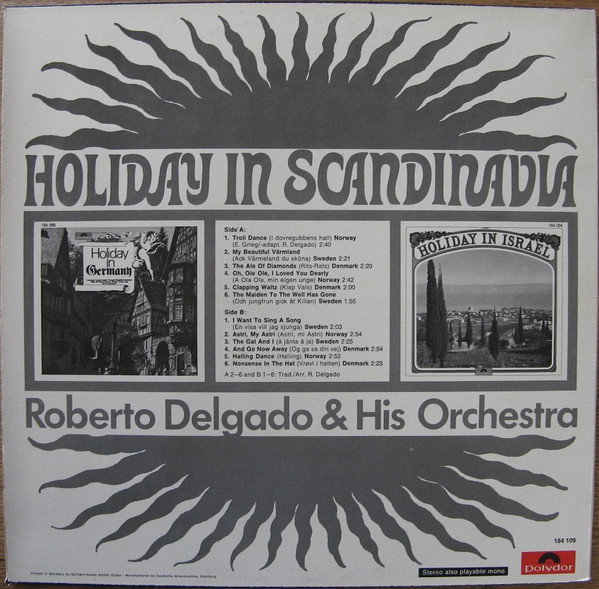 HOLIDAY IN SCANDINAVIA
184 089
Holiday
in
Germany
Side A:
1. Troll Dance (I dovregubbens hall) Norway
(E. Grieg/-adapt. R. Delgado) 2:40
2. My Beautiful Värmland
(Ack Värmeland du sköna) Sweden 2:21
3. The Ale Of Diamonds (Rits-Rats) Denmark 2:20
4. Oh, Ole Ole, I Loved You Dearly
(Å Ola Ola, min eigen unge) Norway 2:42
5. Clapping Waltz (Klap Vals) Denmark 2:00
6. The Maiden To The Well Has Gone
(Och jungfrun gick åt Killan) Sweden 1:55
Side B:
1. I Want To Sing A Song
(En visa vill jag sjunga) Sweden 2:03
2. Astri, My Astri (Astri, mi Astri) Norway 2:54
3. The Gal And I (å jänta å ja) Sweden 2:25
4. And Go Now Away (Og ga sa din vej) Danmark 2:54
5. Halling Dance (Halling) Norway 2:52
6. Nonsense In The Hat (Vrøvl i hatten) Denmark 2:23
A 2–6 and B 1–6: Trad./Arr. R. Delgado
HOLIDAY IN ISRAEL
Roberto Delgado & His Orchestra
184 109
Stereo also playable mono
Polydor